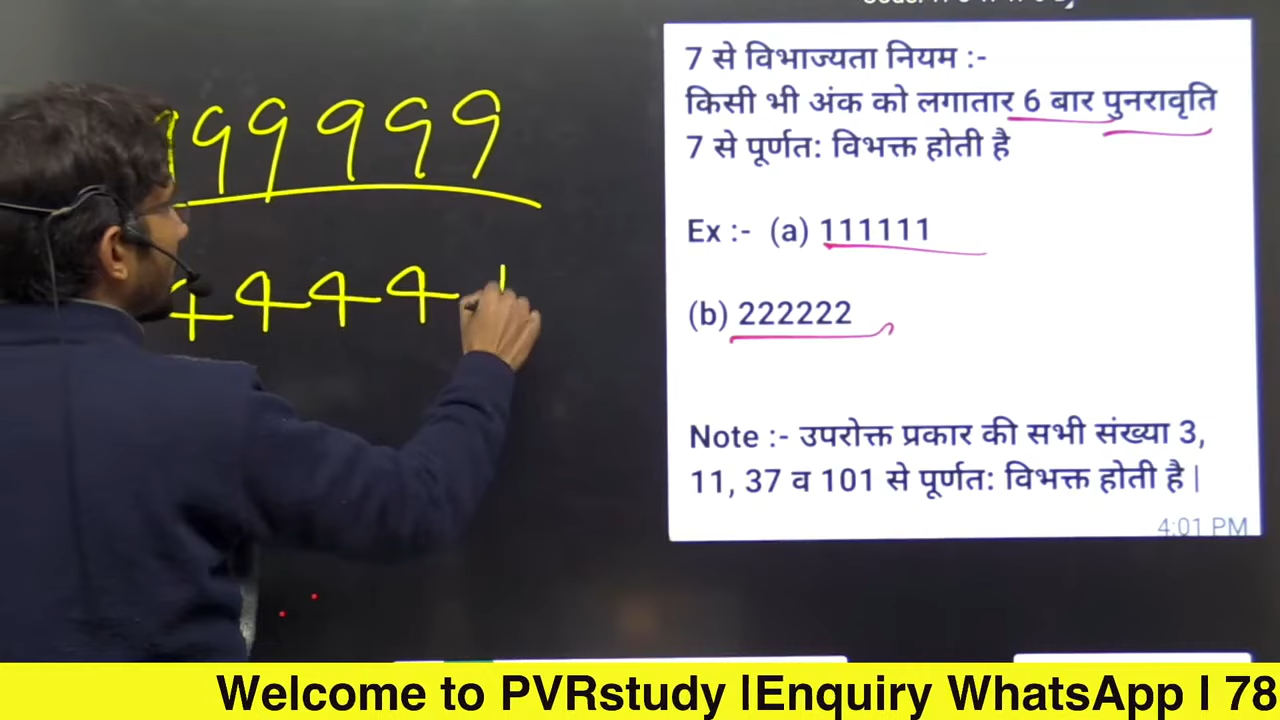 999999
4444
7 से विभाज्यता नियम :-
किसी भी अंक को लगातार 6 बार पुनरावृति
7 से पूर्णत: विभक्त होती है
Ex :- (a) 111111
(b) 222222
Note :- उपरोक्त प्रकार की सभी संख्या 3,
11, 37 व 101 से पूर्णत: विभक्त होती है |
4:01 PM
Welcome to PVRstudy |Enquiry WhatsApp I 78